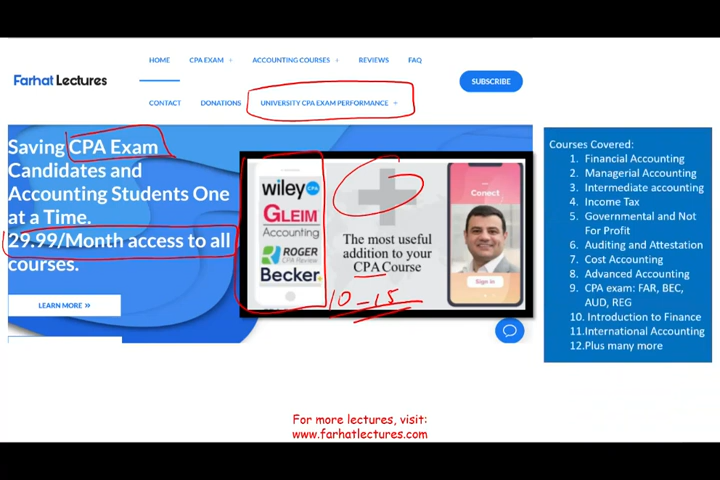 HOME
CPA EXAM +
ACCOUNTING COURSES +
REVIEWS
FAQ
Farhat Lectures
SUBSCRIBE
CONTACT
DONATIONS
UNIVERSITY CPA EXAM PERFORMANCE +
Saving CPA Exam
Candidates and
Accounting Students One
at a Time.
29.99/Month access to all
courses.
LEARN MORE »
wiley CPA
GLEIM
Accounting
ROGER
CPA Review
Becker.
The most useful
addition to your
CPA Course
10-15
Conect
Sign in
Courses Covered:
1. Financial Accounting
2. Managerial Accounting
3. Intermediate accounting
4. Income Tax
5. Governmental and Not
For Profit
6. Auditing and Attestation
7. Cost Accounting
8. Advanced Accounting
9. CPA exam: FAR, BEC,
AUD, REG
10. Introduction to Finance
11.International Accounting
12.Plus many more
For more lectures, visit:
www.farhatlectures.com